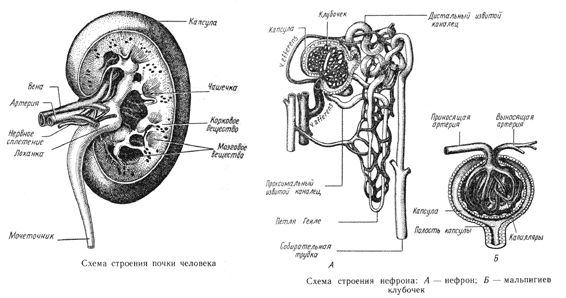 Капсула
Вена
Артерия
Нервное
сплетение
Лоханка
Чашечка
Корковое
вещество
Мозговое
вещество
Мочеточник
Схема строения почки человека
Клубочек
Капсула
Дистальный извитой
каналец
V. efferens
V. afferens
Проксимальный
извитой каналец
Петля Генле
Собирательная
трубка
А
Приносящая
артерия
Выносящая
артерия
Капсула
Полость капсулы
Капилляры
Б
Схема строения нефрона: А — нефрон; Б — мальпигиев
клубочек